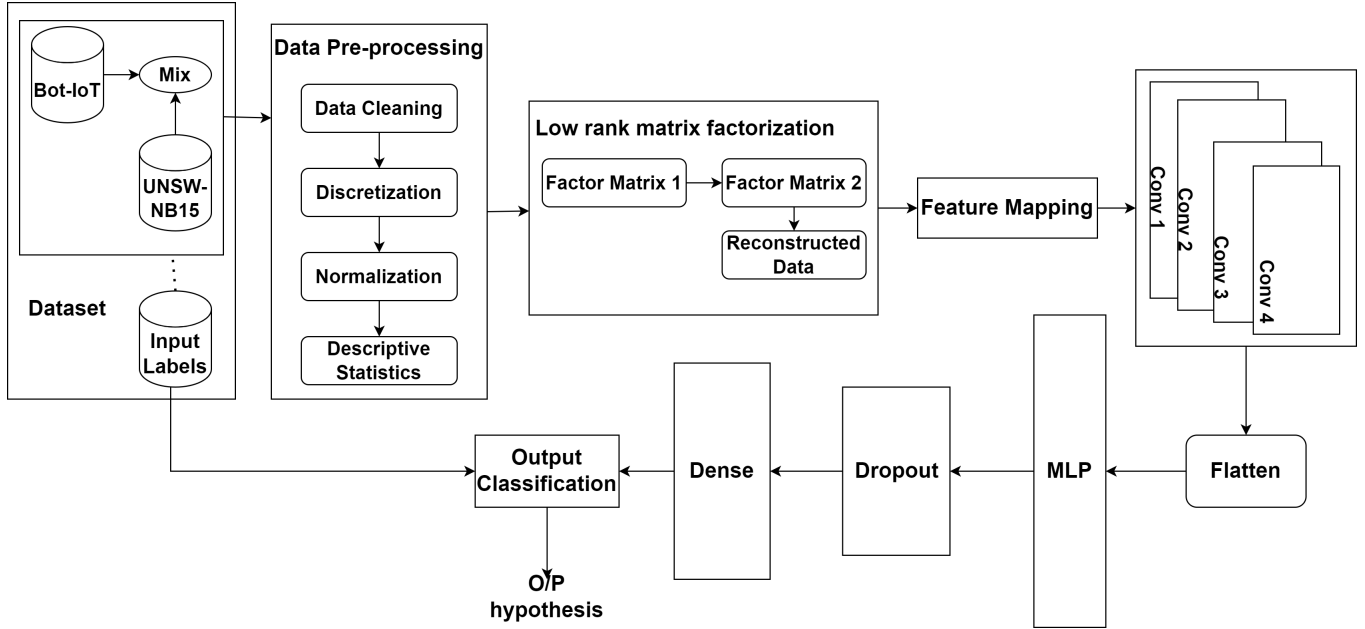 Bot-IoT
Mix
UNSW-
NB15
Dataset
Input
Labels
Data Pre-processing
Data Cleaning
Discretization
Normalization
Descriptive
Statistics
Low rank matrix factorization
Factor Matrix 1
Factor Matrix 2
Reconstructed
Data
Feature Mapping
Conv 1
Conv 2
Conv 3
Conv 4
Flatten
MLP
Dropout
Dense
Output
Classification
O/P
hypothesis